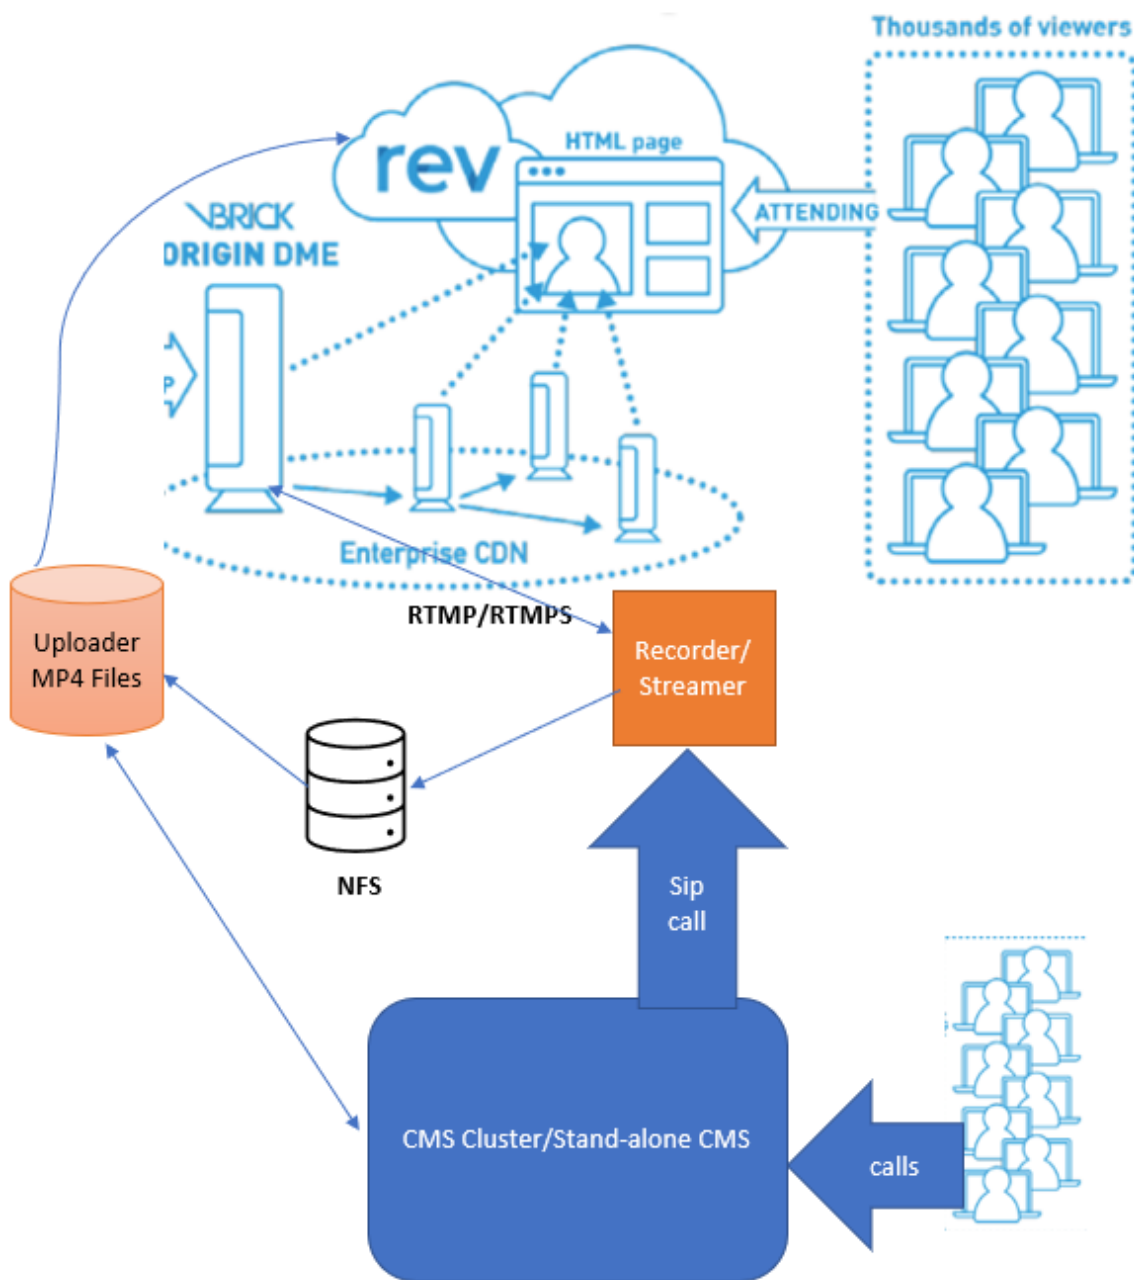 Thousands of viewers
rev
HTML page
ATTENDING
VBRICK
ORIGIN DME
P
Enterprise CDN
RTMP/RTMPS
Uploader
MP4 Files
Recorder/
Streamer
NFS
Sip
call
CMS Cluster/Stand-alone CMS
calls